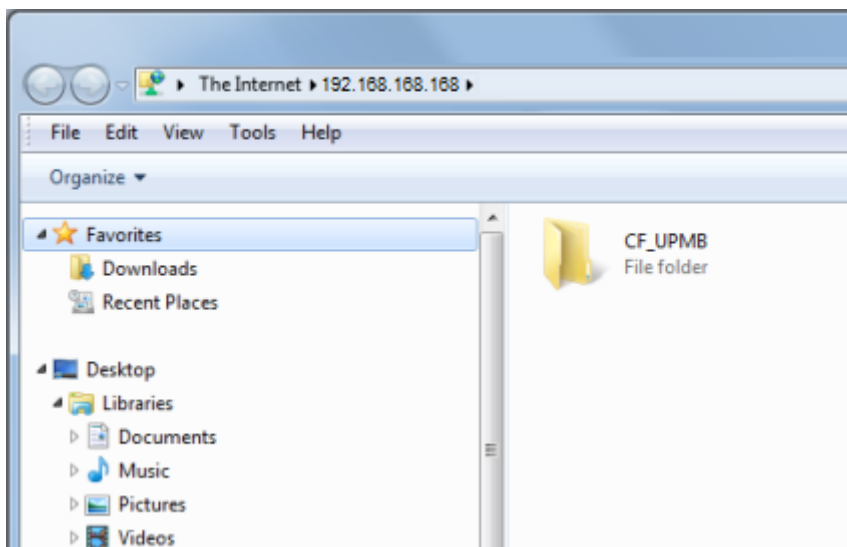 The Internet 192.168.168.168
File Edit View Tools Help
Organize
Favorites
Downloads
Recent Places
Desktop
Libraries
Documents
Music
Pictures
Videos
CF_UPMB
File folder